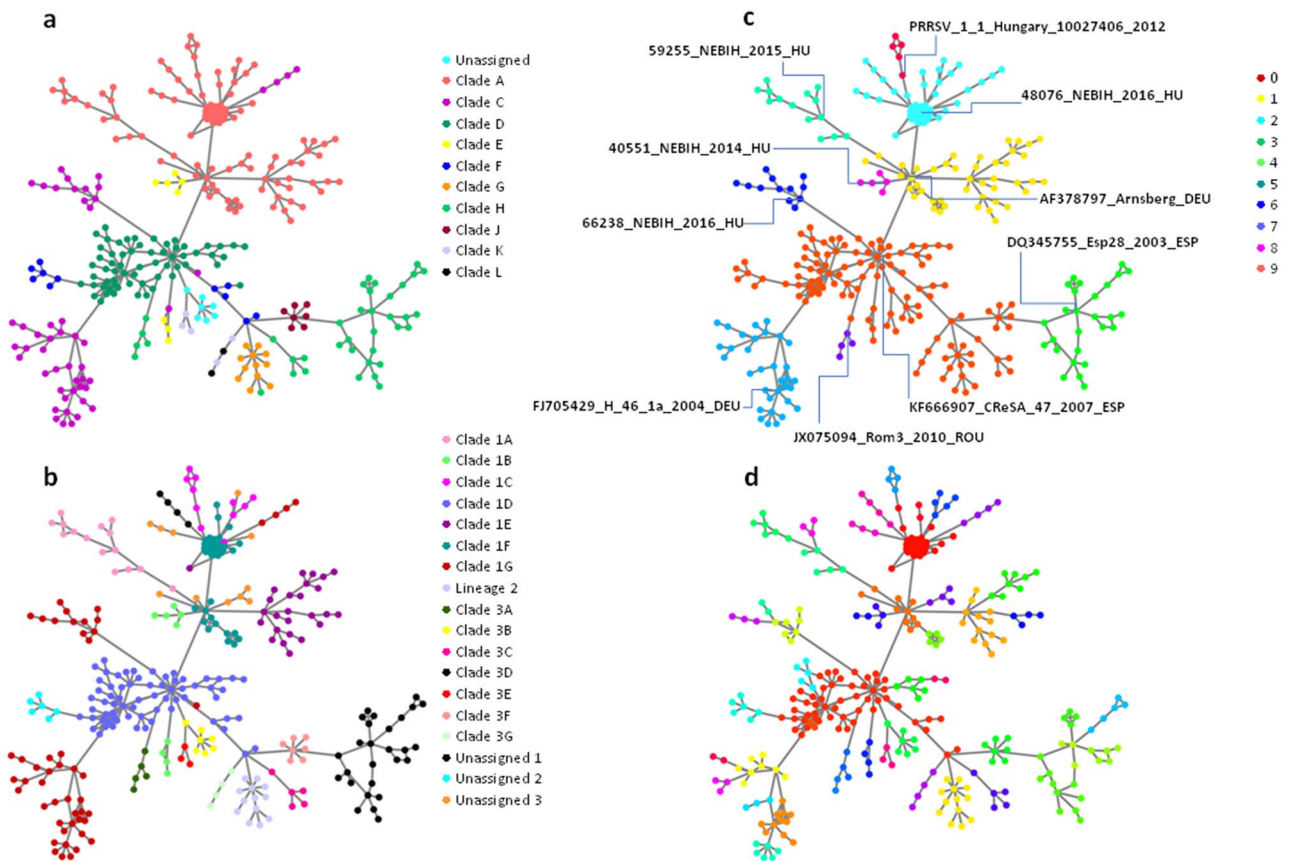 a
Unassigned
Clade A
Clade C
Clade D
Clade E
Clade F
Clade G
Clade H
Clade J
Clade K
Clade L
c
PRRSV_1_1_Hungary_10027406_2012
59255_NEBIH_2015_HU
48076_NEBIH_2016_HU
40551_NEBIH_2014_HU
AF378797_Arnsberg_DEU
66238_NEBIH_2016_HU
DQ345755_Esp28_2003_ESP
FJ705429_H_46_1a_2004_DEU
KF666907_CReSA_47_2007_ESP
JX075094_Rom3_2010_ROU
0
1
2
3
4
5
6
7
8
9
b
Clade 1A
Clade 1B
Clade 1C
Clade 1D
Clade 1E
Clade 1F
Clade 1G
Lineage 2
Clade 3A
Clade 3B
Clade 3C
Clade 3D
Clade 3E
Clade 3F
Clade 3G
Unassigned 1
Unassigned 2
Unassigned 3
d